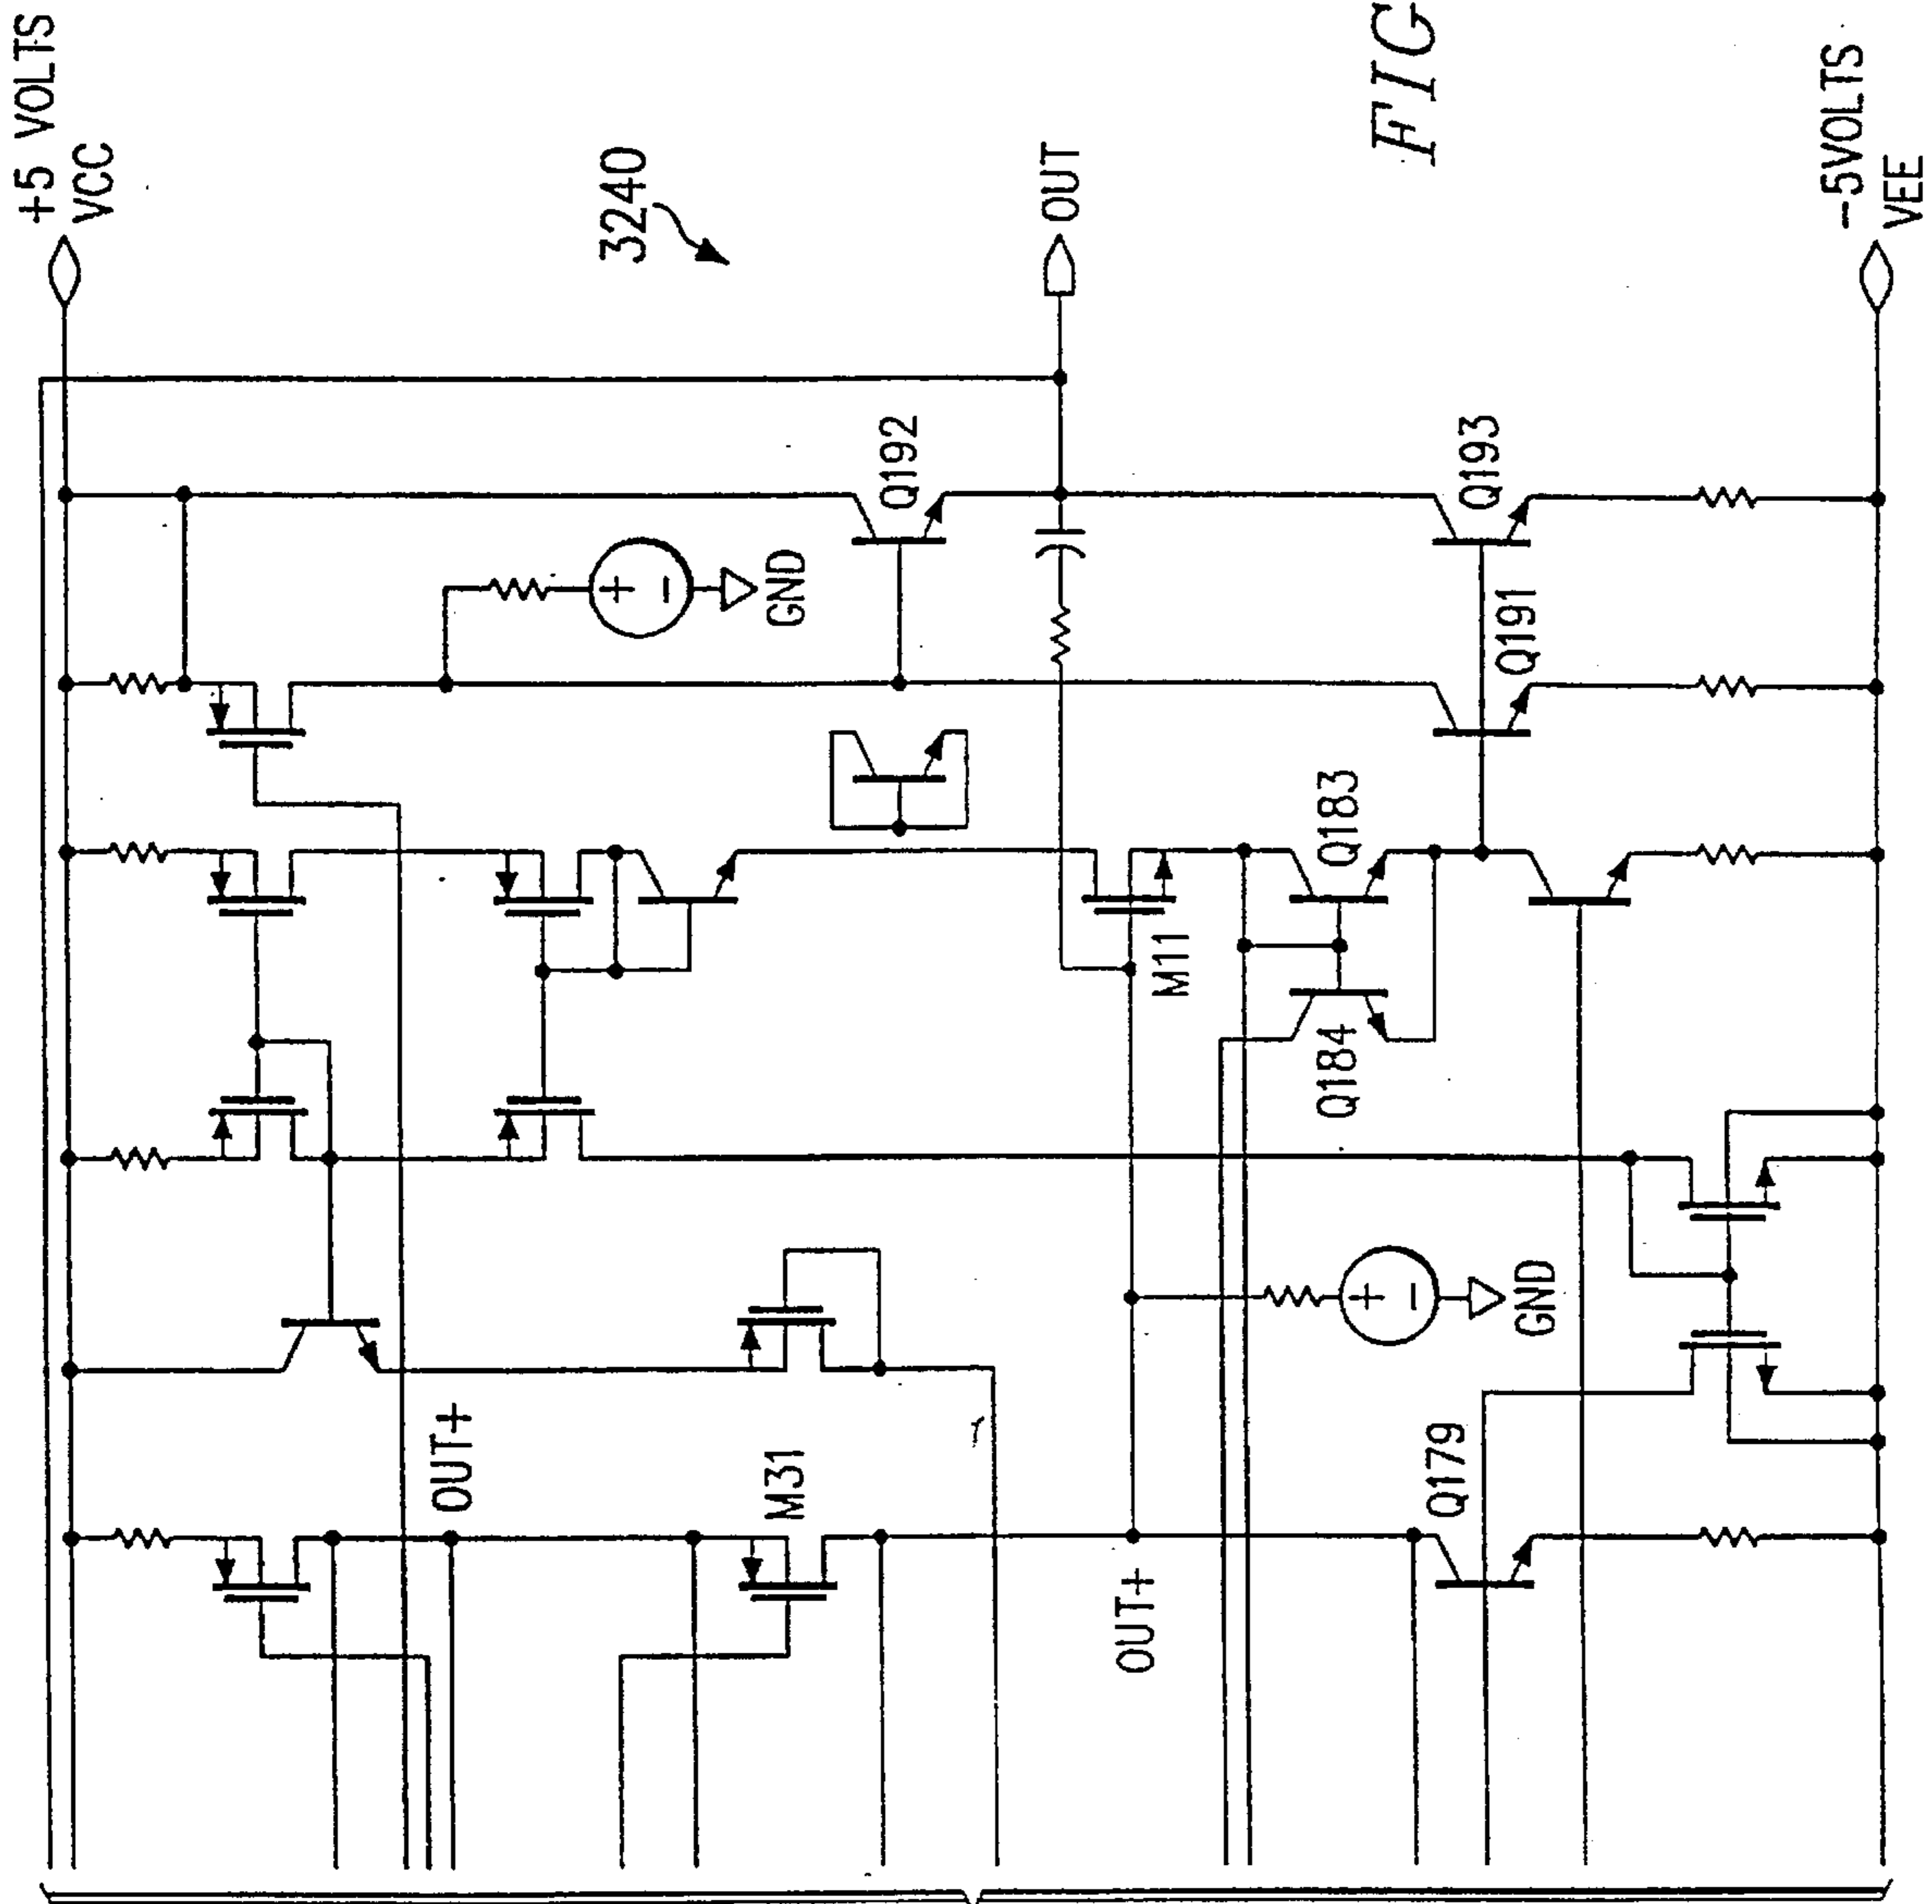 +5 VOLTS
VCC
3240
OUT
FIG
-5VOLTS
VEE
Q192
Q193
+
-
GND
Q191
Q183
M11
Q184
OUT+
M31
+
-
GND
Q179
OUT+